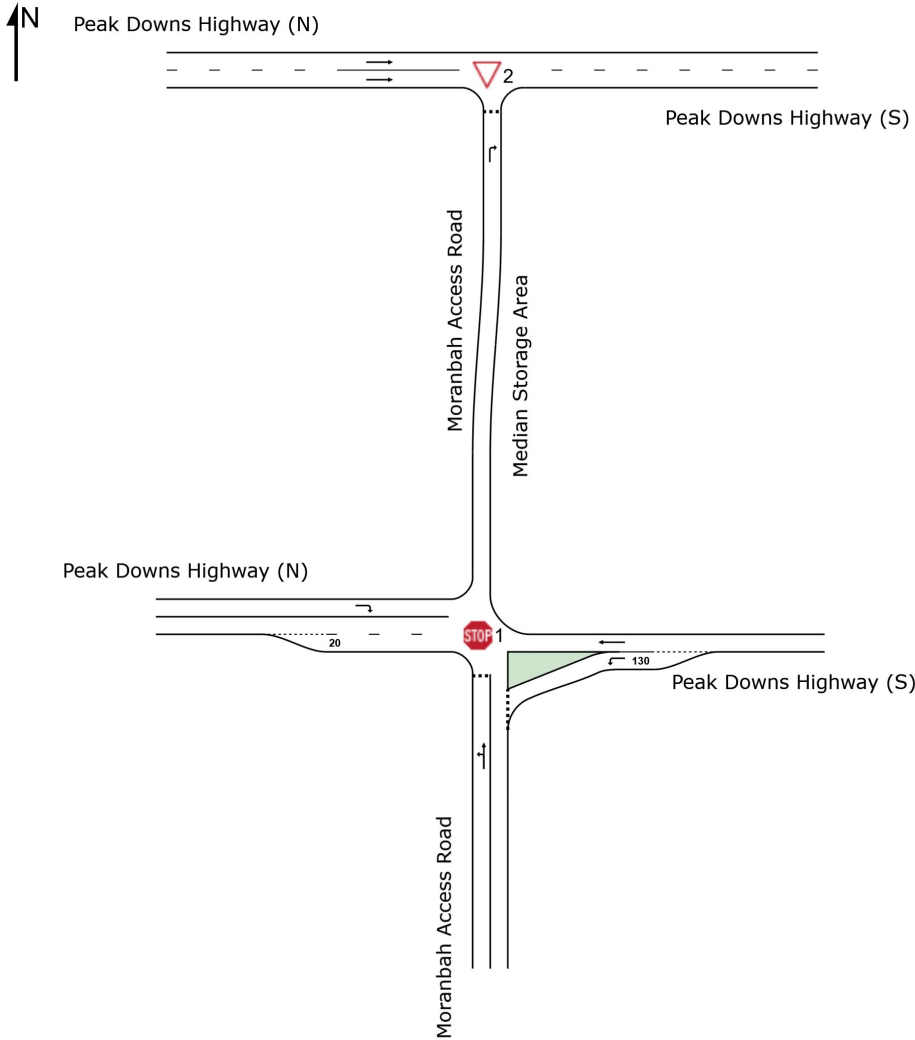 N
Peak Downs Highway (N)
2
Peak Downs Highway (S)
Moranbah Access Road
Median Storage Area
Peak Downs Highway (N)
STOP 1
20
130
Peak Downs Highway (S)
Moranbah Access Road